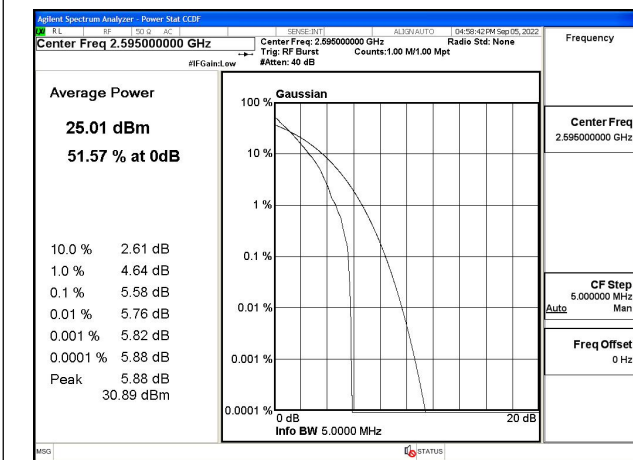 Agilent Spectrum Analyzer - Power Stat CCDF
LXI RL RF 50 Ω AC SENSE:INT ALIGN AUTO 04:58:42 PM Sep 05, 2022
Center Freq 2.595000000 GHz
Center Freq: 2.595000000 GHz Radio Std: None
Trig: RF Burst Counts:1.00 M/1.00 Mpt
#IFGain:Low #Atten: 40 dB
Frequency
Average Power
25.01 dBm
51.57 % at 0dB
10.0 % 2.61 dB
1.0 % 4.64 dB
0.1 % 5.58 dB
0.01 % 5.76 dB
0.001 % 5.82 dB
0.0001 % 5.88 dB
Peak 5.88 dB
30.89 dBm
Gaussian
100 %
10 %
1 %
0.1 %
0.01 %
0.001 %
0.0001 %
0 dB 20 dB
Info BW 5.0000 MHz
Center Freq
2.595000000 GHz
CF Step
5.000000 MHz
Auto Man
Freq Offset
0 Hz
MSG STATUS